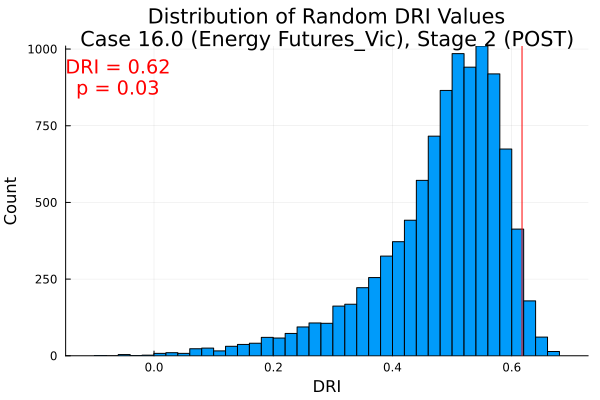 Distribution of Random DRI Values
Case 16.0 (Energy Futures_Vic), Stage 2 (POST)
DRI = 0.62
p = 0.03
1000
750
500
250
0
Count
0.0
0.2
0.4
0.6
DRI